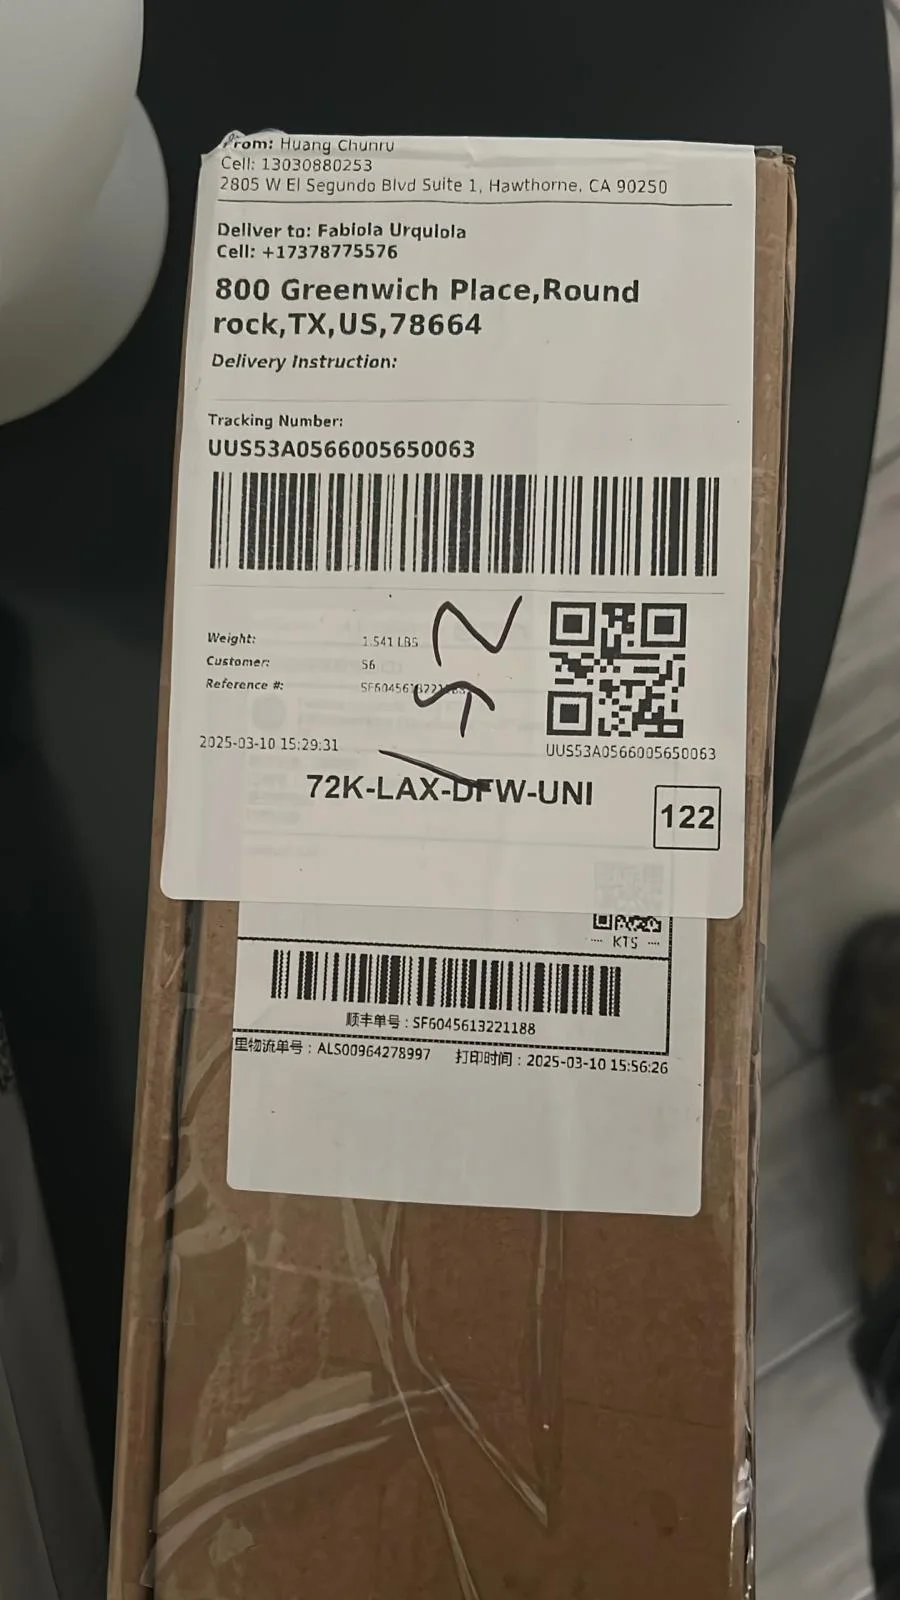 From: Huang Chunru
Cell: 13030880253
2805 W El Segundo Blvd Suite 1, Hawthorne, CA 90250
Deliver to: Fabiola Urquiola
Cell: +17378775576
800 Greenwich Place,Round
rock,TX,US,78664
Delivery Instruction:
Tracking Number:
UUS53A0566005650063
Weight: 1.541 LBS
Customer: S6
Reference #:
2025-03-10 15:29:31
UUS53A0566005650063
72K-LAX-DFW-UNI
122
KTS
顺丰单号：SF6045613221188
里物流单号：ALS00964278997 打印时间：2025-03-10 15:56:26